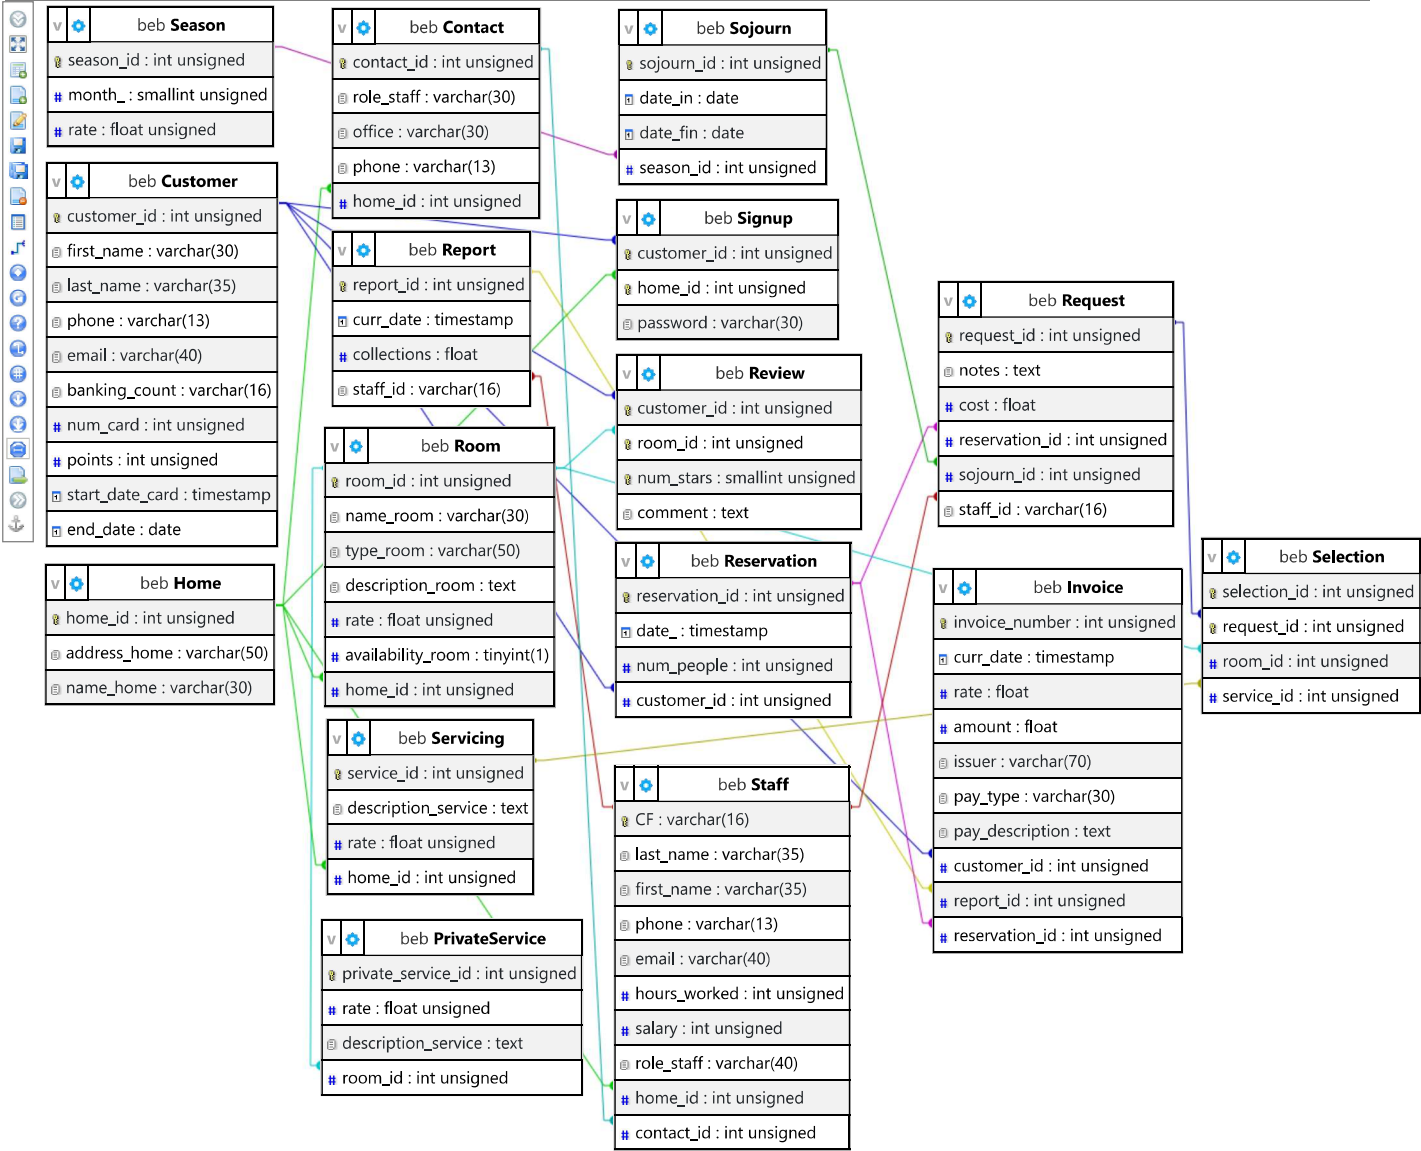 v beb Season
season_id : int unsigned
# month_ : smallint unsigned
# rate : float unsigned
v beb Customer
customer_id : int unsigned
first_name : varchar(30)
last_name : varchar(35)
phone : varchar(13)
email : varchar(40)
banking_count : varchar(16)
# num_card : int unsigned
# points : int unsigned
start_date_card : timestamp
end_date : date
v beb Home
home_id : int unsigned
address_home : varchar(50)
name_home : varchar(30)
v beb Contact
contact_id : int unsigned
role_staff : varchar(30)
office : varchar(30)
phone : varchar(13)
# home_id : int unsigned
v beb Report
report_id : int unsigned
curr_date : timestamp
# collections : float
staff_id : varchar(16)
v beb Room
room_id : int unsigned
name_room : varchar(30)
type_room : varchar(50)
description_room : text
# rate : float unsigned
# availability_room : tinyint(1)
# home_id : int unsigned
v beb Servicing
service_id : int unsigned
description_service : text
# rate : float unsigned
# home_id : int unsigned
v beb PrivateService
private_service_id : int unsigned
# rate : float unsigned
description_service : text
# room_id : int unsigned
v beb Sojourn
sojourn_id : int unsigned
date_in : date
date_fin : date
# season_id : int unsigned
v beb Signup
customer_id : int unsigned
home_id : int unsigned
password : varchar(30)
v beb Review
customer_id : int unsigned
room_id : int unsigned
num_stars : smallint unsigned
comment : text
v beb Reservation
reservation_id : int unsigned
date_ : timestamp
# num_people : int unsigned
# customer_id : int unsigned
v beb Staff
CF : varchar(16)
last_name : varchar(35)
first_name : varchar(35)
phone : varchar(13)
email : varchar(40)
# hours_worked : int unsigned
# salary : int unsigned
role_staff : varchar(40)
# home_id : int unsigned
# contact_id : int unsigned
v beb Request
request_id : int unsigned
notes : text
# cost : float
# reservation_id : int unsigned
# sojourn_id : int unsigned
staff_id : varchar(16)
v beb Invoice
invoice_number : int unsigned
curr_date : timestamp
# rate : float
# amount : float
issuer : varchar(70)
pay_type : varchar(30)
pay_description : text
# customer_id : int unsigned
# report_id : int unsigned
# reservation_id : int unsigned
v beb Selection
selection_id : int unsigned
request_id : int unsigned
# room_id : int unsigned
# service_id : int unsigned